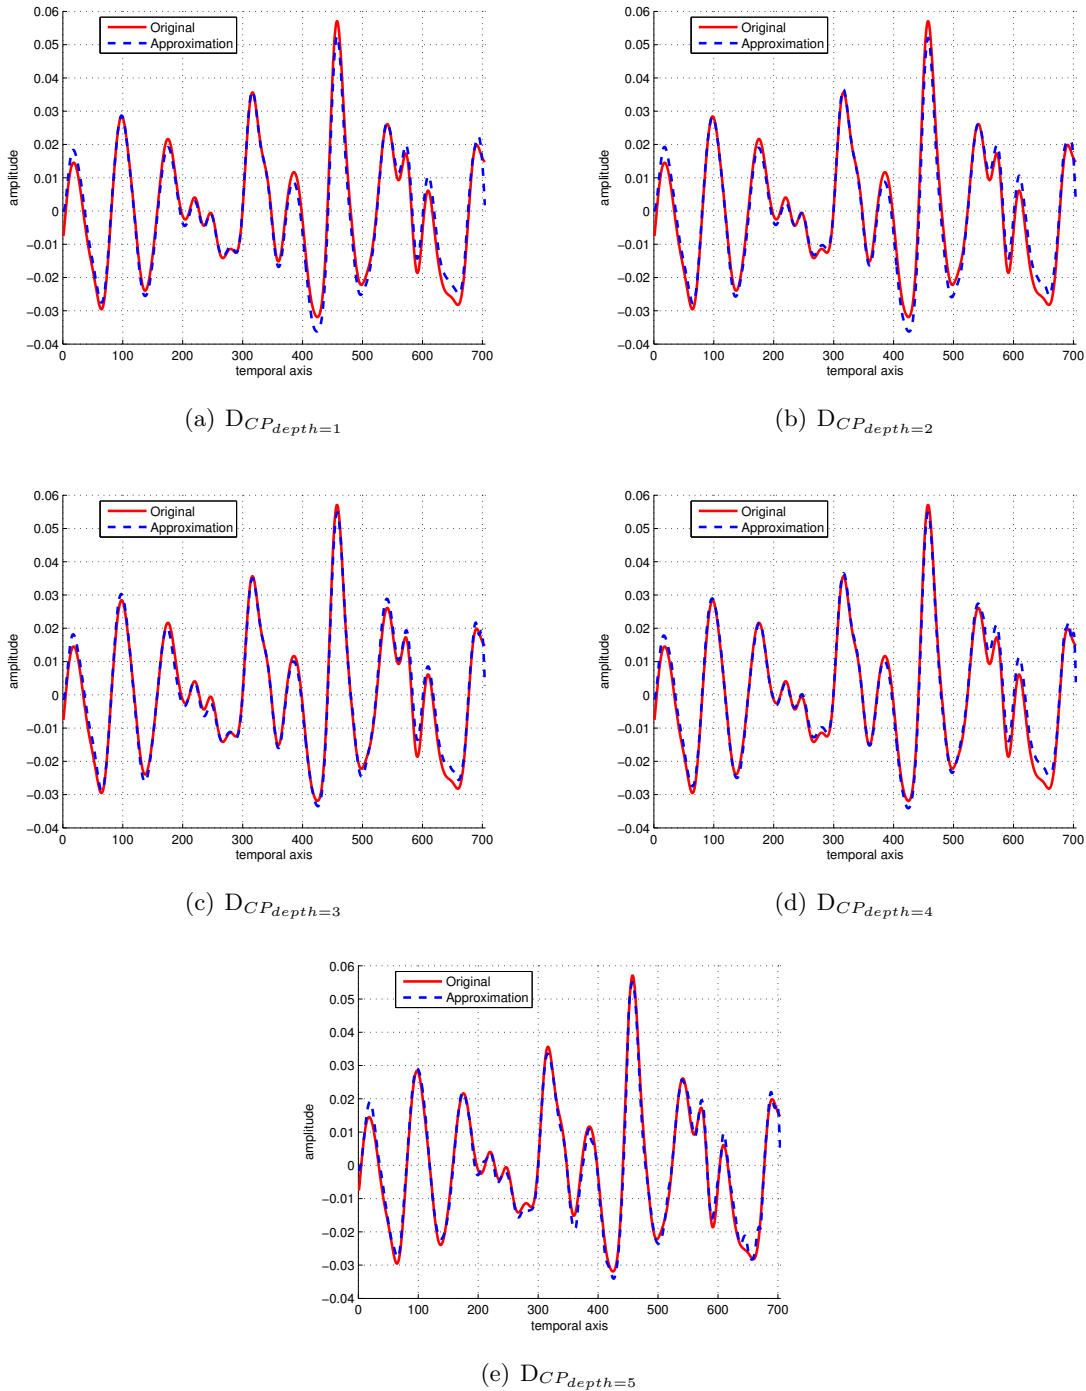 0.06
0.05
0.04
0.03
0.02
0.01
0
−0.01
−0.02
−0.03
−0.04
amplitude
Original
Approximation
0 100 200 300 400 500 600 700
temporal axis
(a) D_{CP_{depth=1}}
0.06
0.05
0.04
0.03
0.02
0.01
0
−0.01
−0.02
−0.03
−0.04
amplitude
Original
Approximation
0 100 200 300 400 500 600 700
temporal axis
(b) D_{CP_{depth=2}}
0.06
0.05
0.04
0.03
0.02
0.01
0
−0.01
−0.02
−0.03
−0.04
amplitude
Original
Approximation
0 100 200 300 400 500 600 700
temporal axis
(c) D_{CP_{depth=3}}
0.06
0.05
0.04
0.03
0.02
0.01
0
−0.01
−0.02
−0.03
−0.04
amplitude
Original
Approximation
0 100 200 300 400 500 600 700
temporal axis
(d) D_{CP_{depth=4}}
0.06
0.05
0.04
0.03
0.02
0.01
0
−0.01
−0.02
−0.03
−0.04
amplitude
Original
Approximation
0 100 200 300 400 500 600 700
temporal axis
(e) D_{CP_{depth=5}}